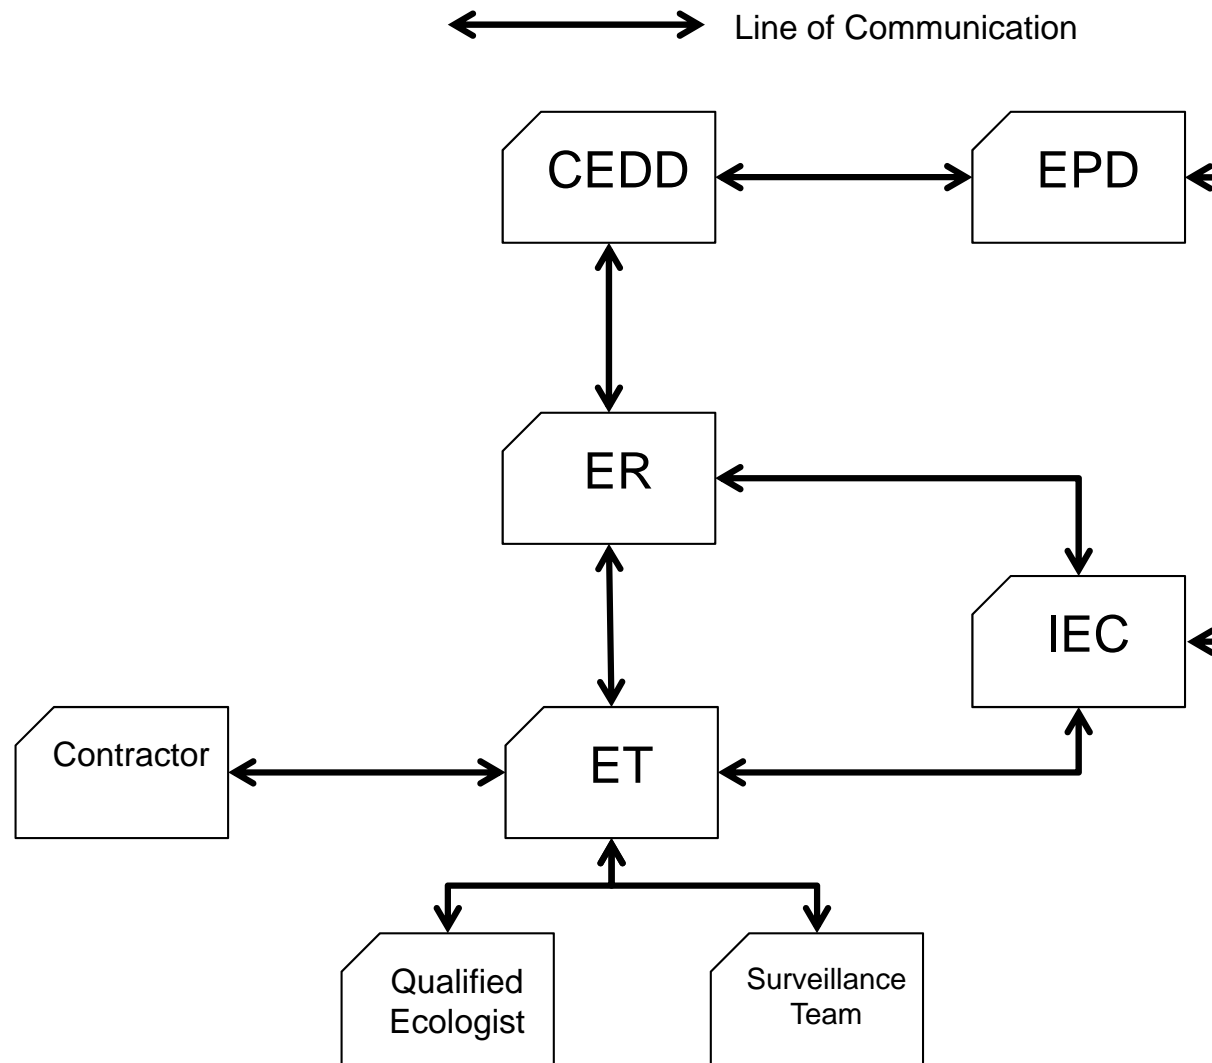 Line of Communication
CEDD
EPD
ER
IEC
Contractor
ET
Qualified
Ecologist
Surveillance
Team